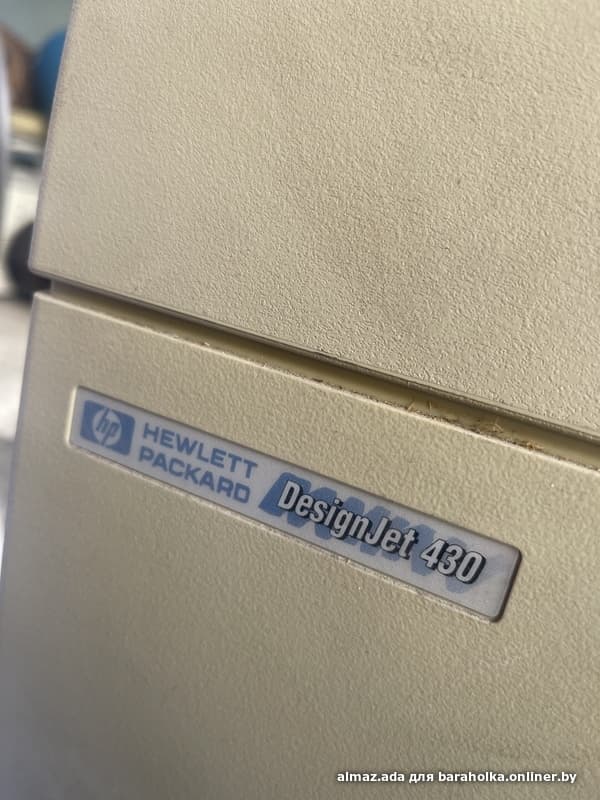 hp
HEWLETT
PACKARD
DesignJet 430
almaz.ada для baraholka.onliner.by